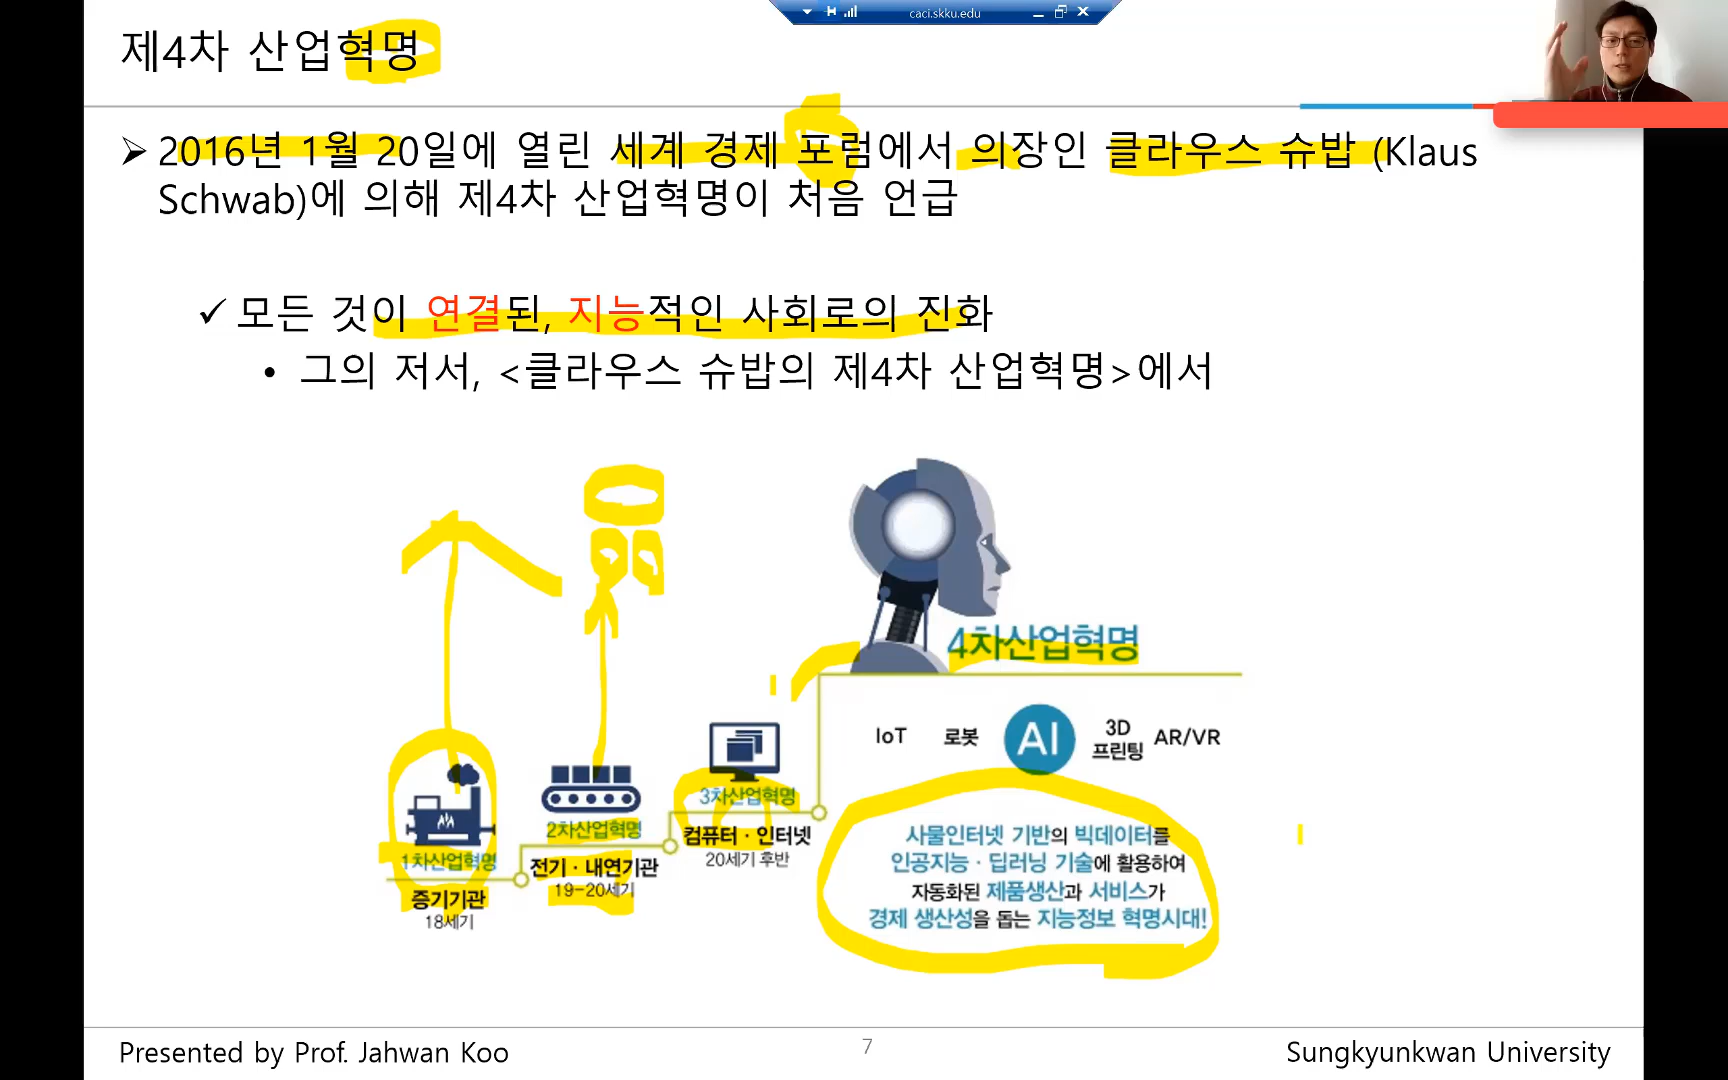 caci.skku.edu
제4차 산업혁명
➢ 2016년 1월 20일에 열린 세계 경제 포럼에서 의장인 클라우스 슈밥 (Klaus
Schwab)에 의해 제4차 산업혁명이 처음 언급
✓ 모든 것이 연결된, 지능적인 사회로의 진화
• 그의 저서, <클라우스 슈밥의 제4차 산업혁명>에서
1차산업혁명
증기기관
18세기
2차산업혁명
전기 · 내연기관
19-20세기
3차산업혁명
컴퓨터 · 인터넷
20세기 후반
4차산업혁명
IoT 로봇 AI 3D 프린팅 AR/VR
사물인터넷 기반의 빅데이터를
인공지능 · 딥러닝 기술에 활용하여
자동화된 제품생산과 서비스가
경제 생산성을 돕는 지능정보 혁명시대!
Presented by Prof. Jahwan Koo
7
Sungkyunkwan University